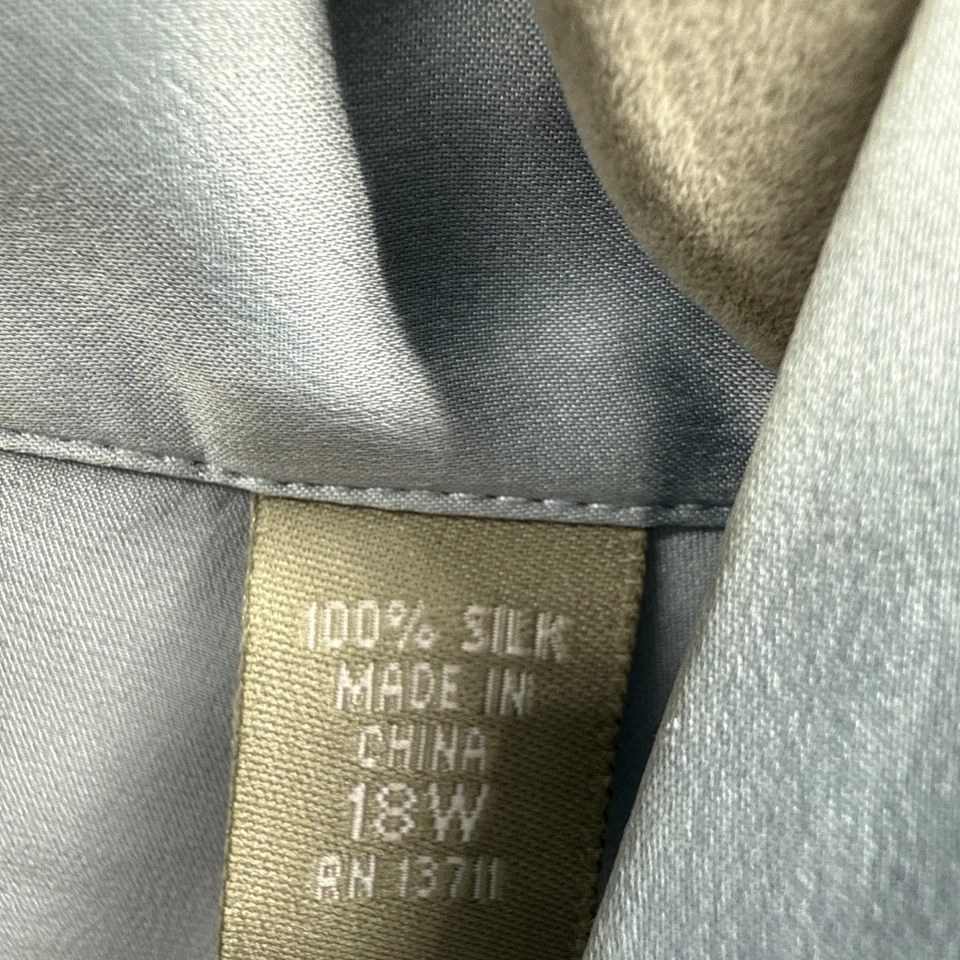 100% SILK
MADE IN
CHINA
18W
RN 13711